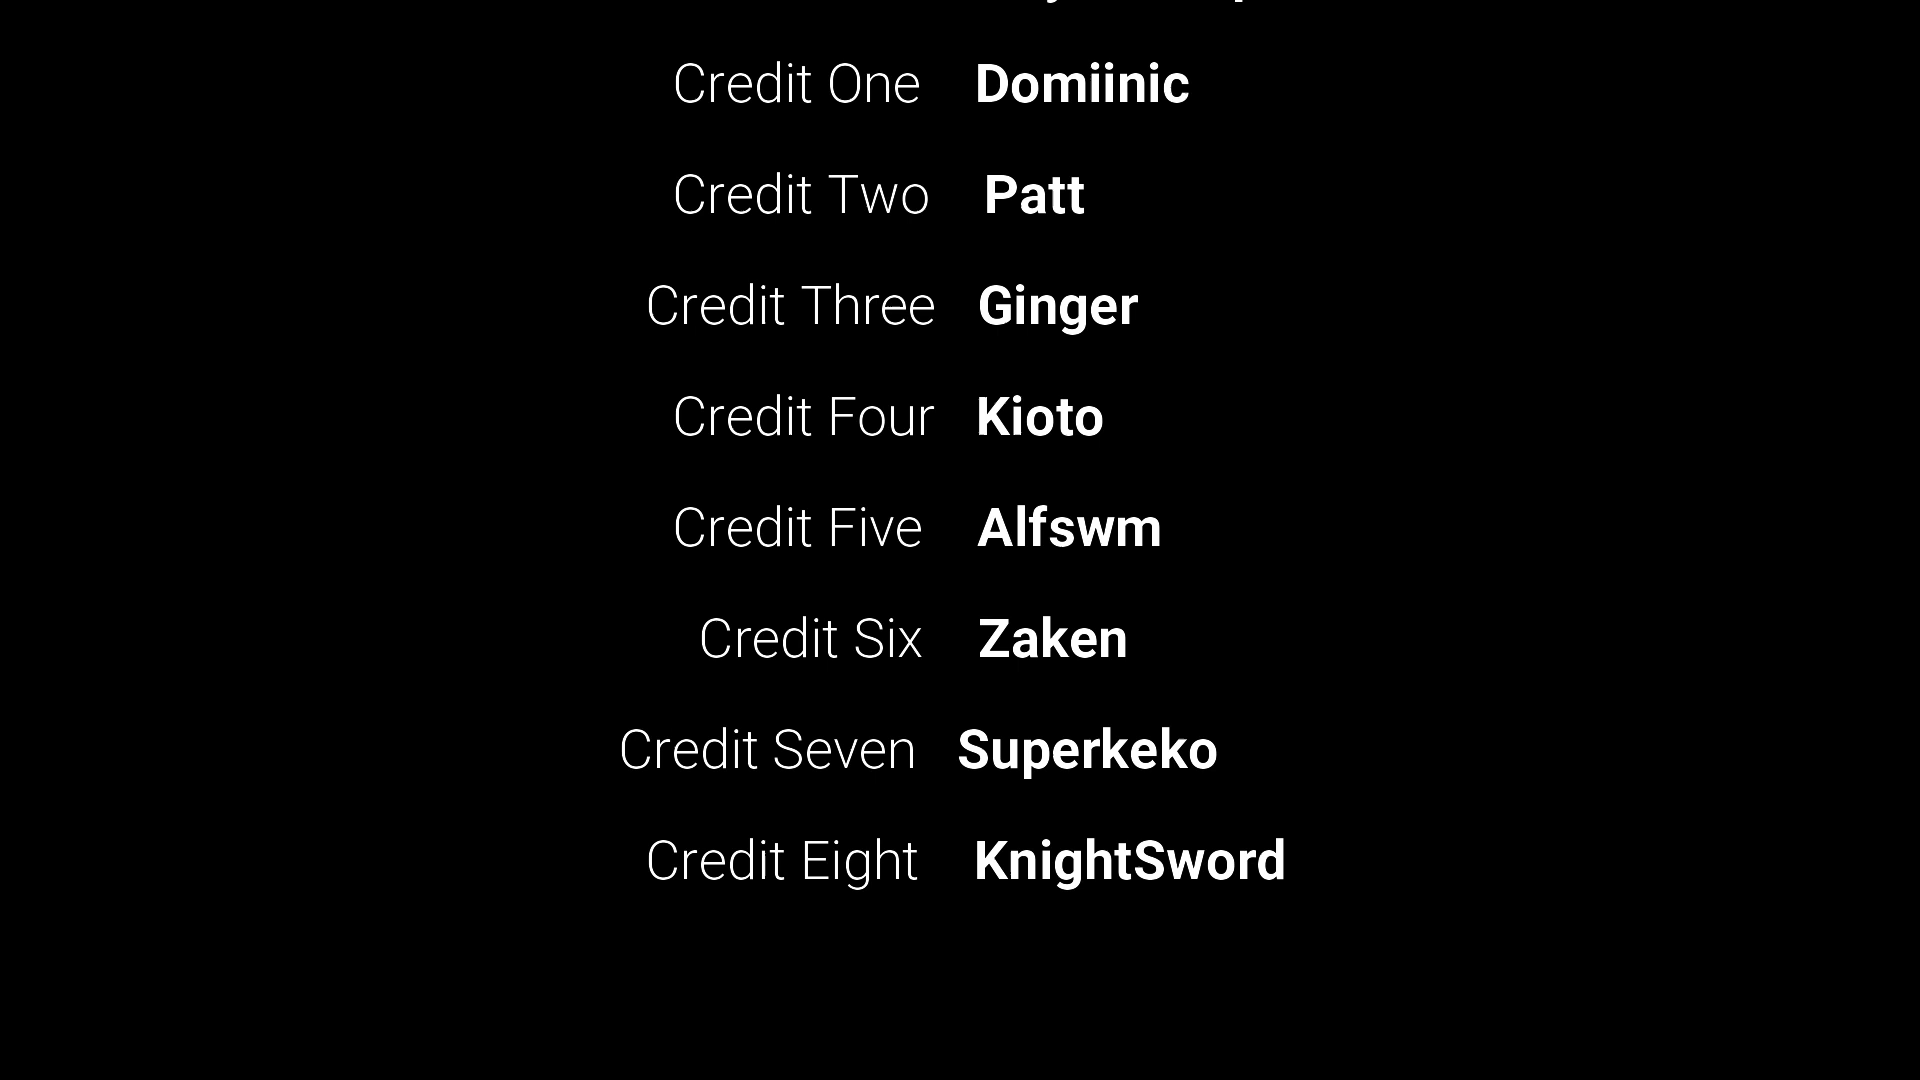 Credit One Domiinic
Credit Two Patt
Credit Three Ginger
Credit Four Kioto
Credit Five Alfswm
Credit Six Zaken
Credit Seven Superkeko
Credit Eight KnightSword